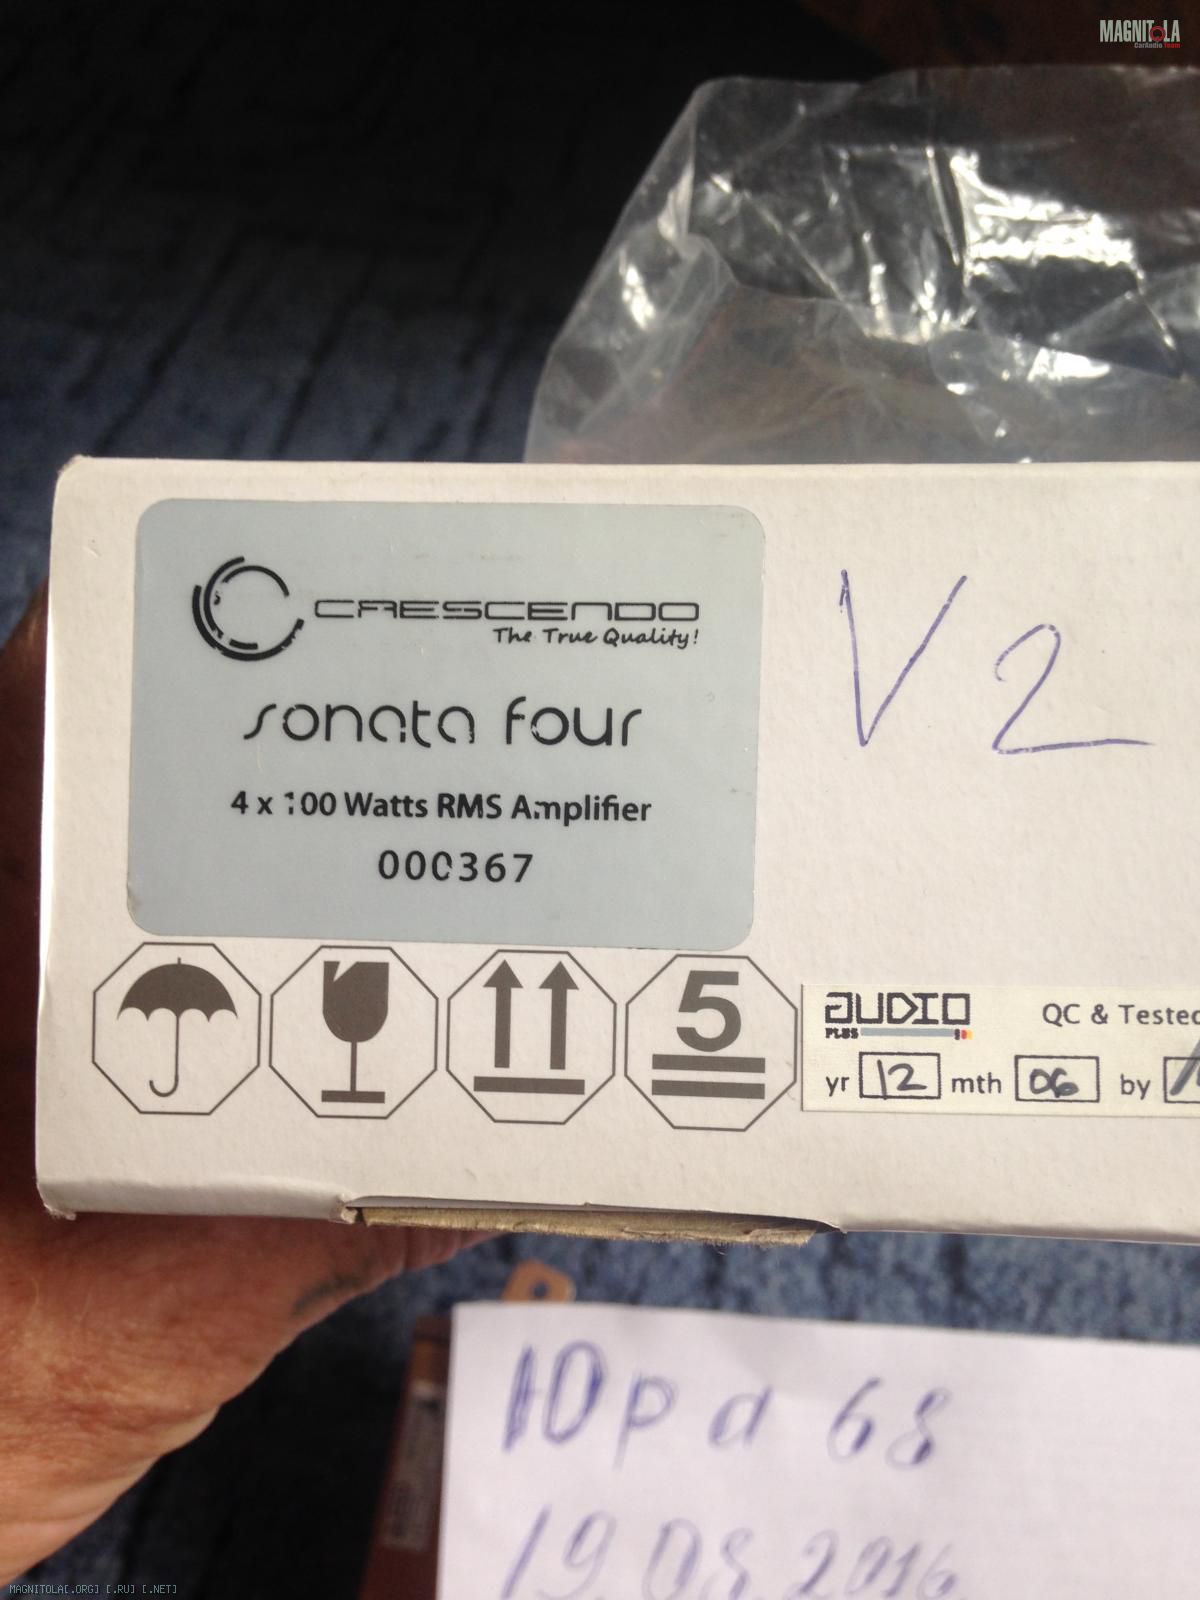 MAGNITOLA
CarAudio Team
CRESCENDO
The True Quality!
sonata four
4 x 100 Watts RMS Amplifier
000367
V2
5
AUDIO
PLUS
QC & Tested
yr 12 mth 06 by
Юра 68
19.08.2016
MAGNITOLA[.ORG] [.RU] [.NET]